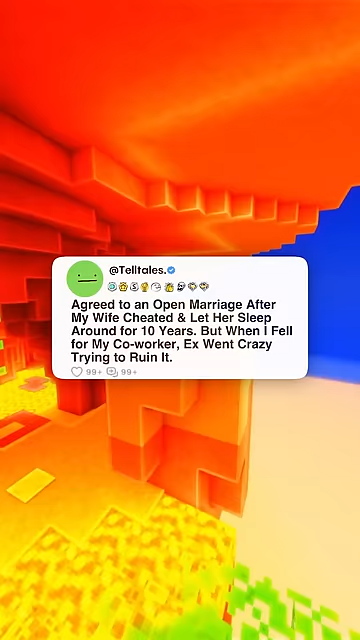 @Telltales.
Agreed to an Open Marriage After
My Wife Cheated & Let Her Sleep
Around for 10 Years. But When I Fell
for My Co-worker, Ex Went Crazy
Trying to Ruin It.
99+ 99+